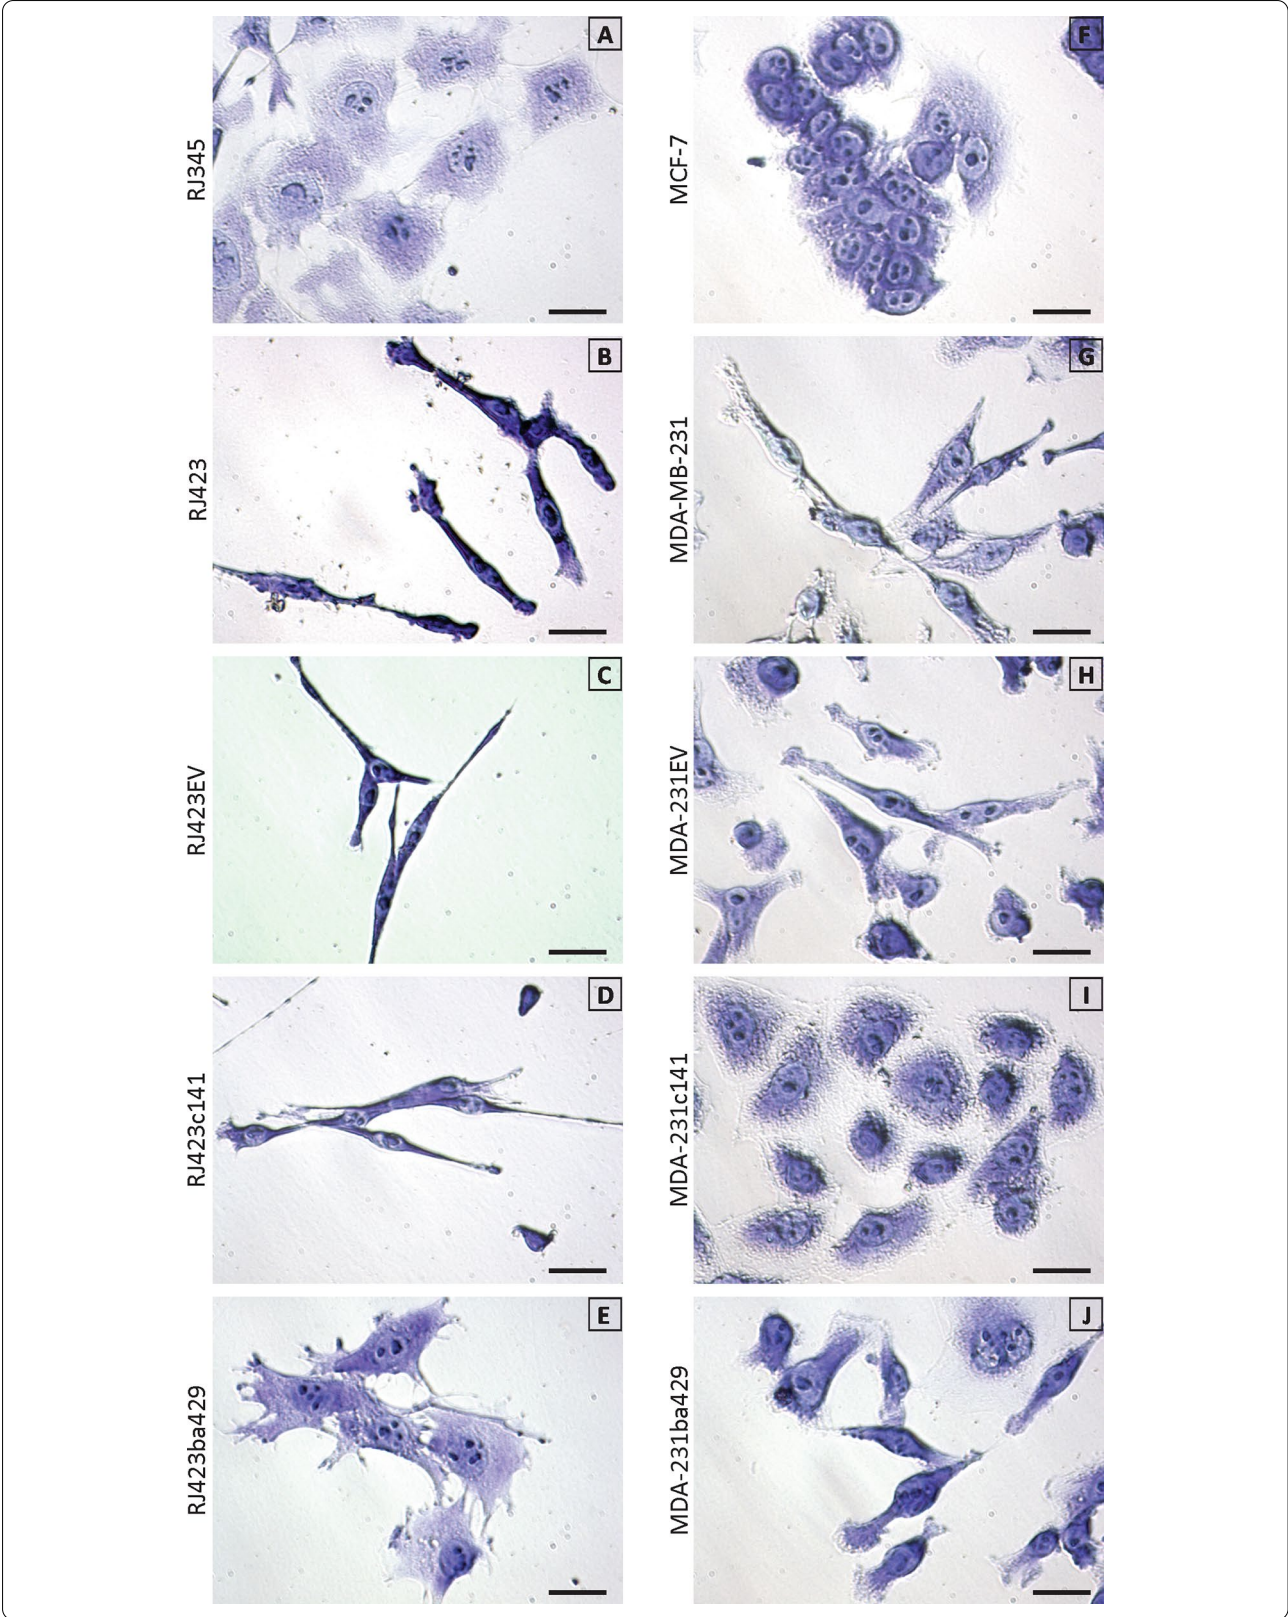 RJ345
A
MCF-7
F
RJ423
B
MDA-MB-231
G
RJ423EV
C
MDA-231EV
H
RJ423c141
D
MDA-231c141
I
RJ423ba429
E
MDA-231ba429
J